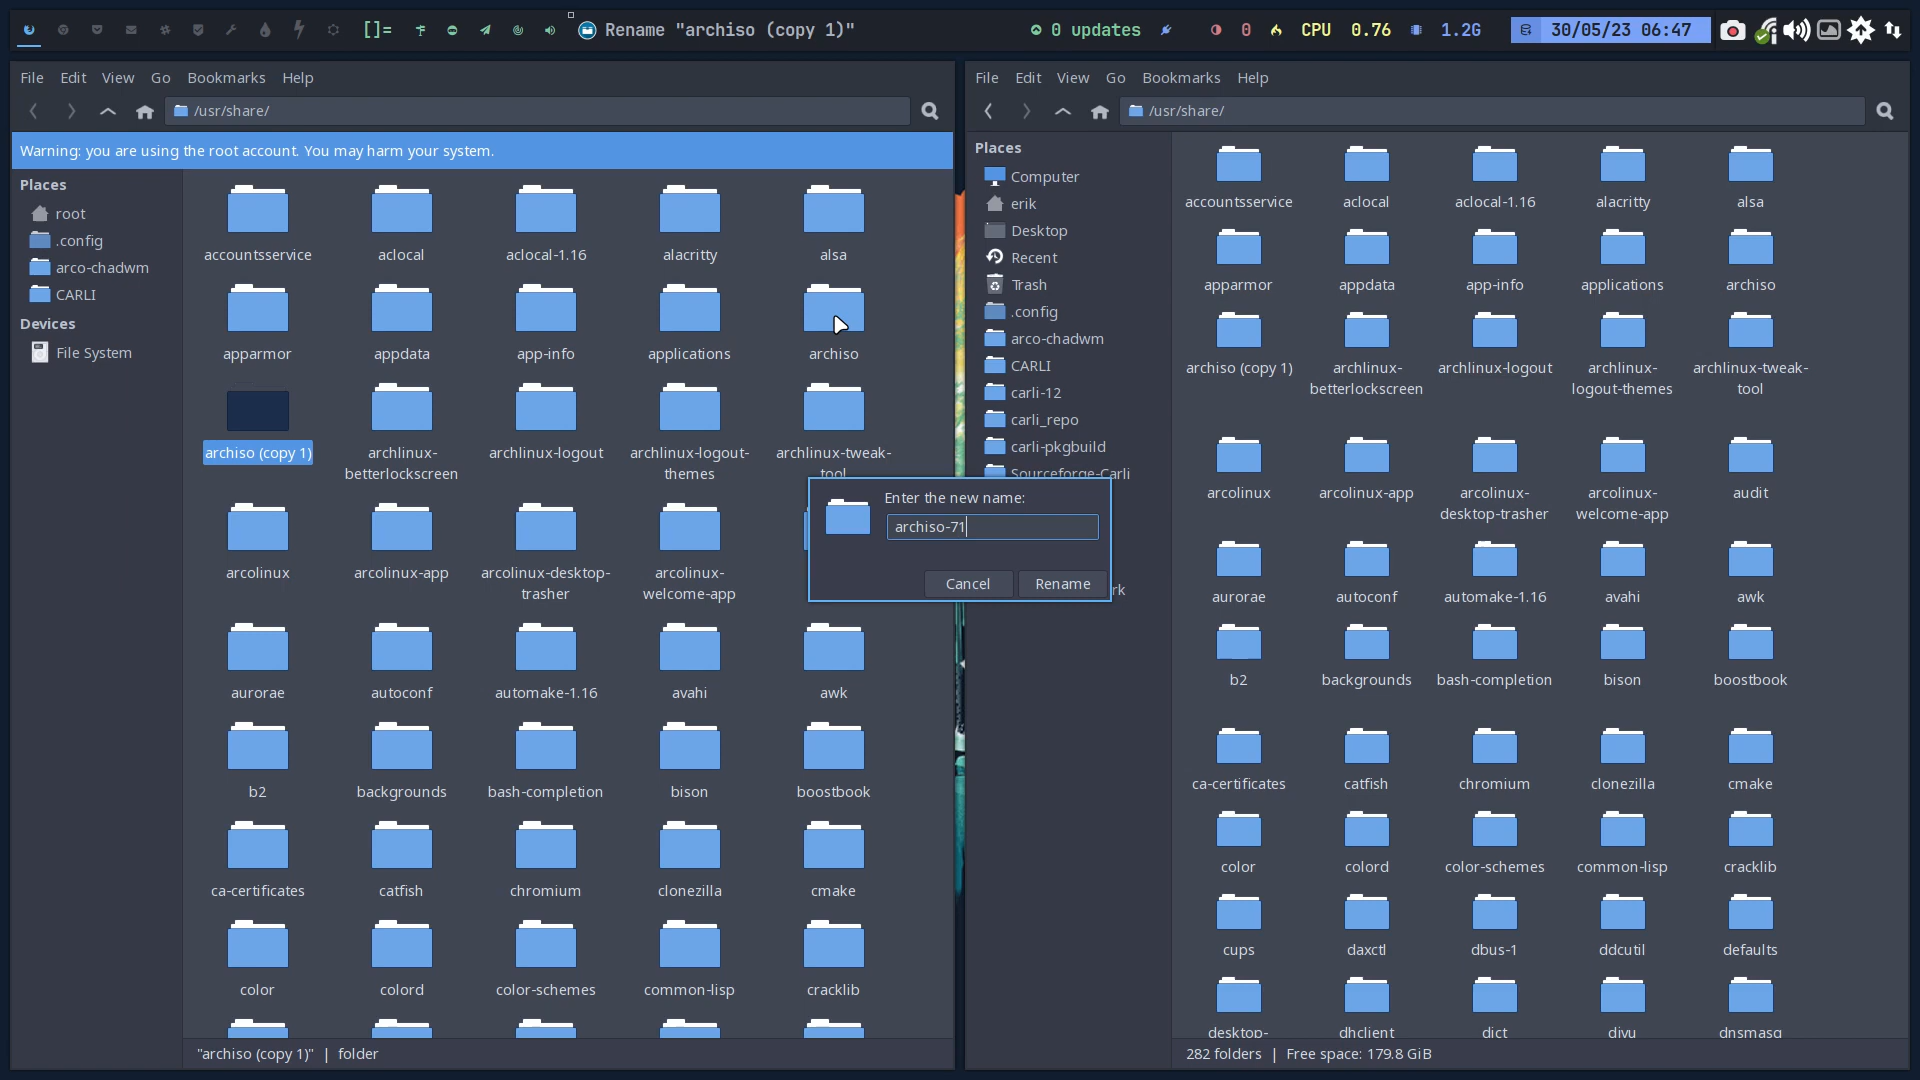 []= Rename "archiso (copy 1)" 0 updates 0 CPU 0.76 1.2G 30/05/23 06:47
File Edit View Go Bookmarks Help
/usr/share/
Warning: you are using the root account. You may harm your system.
Places
root
.config
arco-chadwm
CARLI
Devices
File System
accountsservice aclocal aclocal-1.16 alacritty alsa
apparmor appdata app-info applications archiso
archiso (copy 1) archlinux- archlinux-logout archlinux-logout- archlinux-tweak-
betterlockscreen themes tool
arcolinux arcolinux-app arcolinux-desktop- arcolinux-
trasher welcome-app
aurorae autoconf automake-1.16 avahi awk
b2 backgrounds bash-completion bison boostbook
ca-certificates catfish chromium clonezilla cmake
color colord color-schemes common-lisp cracklib
"archiso (copy 1)" | folder
Enter the new name:
archiso-71
Cancel Rename
File Edit View Go Bookmarks Help
/usr/share/
Places
Computer
erik
Desktop
Recent
Trash
.config
arco-chadwm
CARLI
carli-12
carli_repo
carli-pkgbuild
Sourceforge-Carli
rk
accountsservice aclocal aclocal-1.16 alacritty alsa
apparmor appdata app-info applications archiso
archiso (copy 1) archlinux- archlinux-logout archlinux- archlinux-tweak-
betterlockscreen logout-themes tool
arcolinux arcolinux-app arcolinux- arcolinux- audit
desktop-trasher welcome-app
aurorae autoconf automake-1.16 avahi awk
b2 backgrounds bash-completion bison boostbook
ca-certificates catfish chromium clonezilla cmake
color colord color-schemes common-lisp cracklib
cups daxctl dbus-1 ddcutil defaults
desktop- dhclient dict djvu dnsmasq
282 folders | Free space: 179.8 GiB